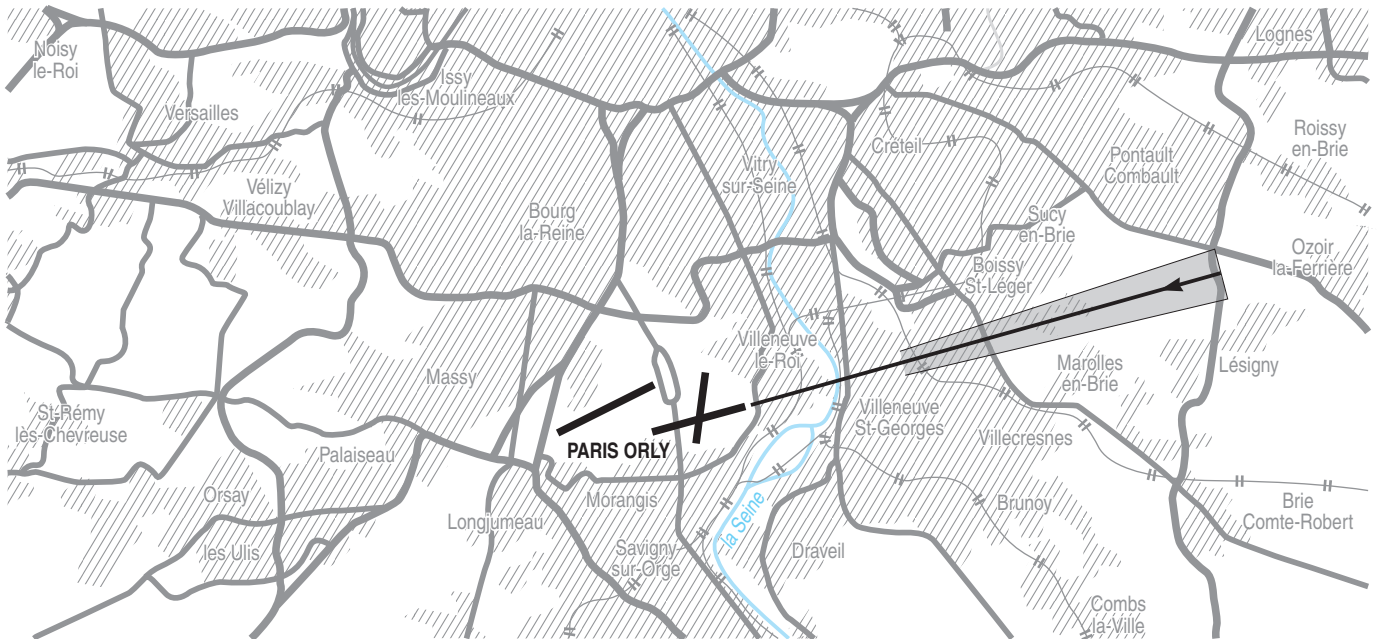 Noisy
le-Roi
Issy
les-Moulineaux
Lognes
Versailles
Roissy
en-Brie
Créteil
Pontault
Combault
Vitry
sur-Seine
Vélizy
Villacoublay
Bourg
la-Reine
Sucy
en-Brie
Ozoir
la-Ferrière
Boissy
St-Léger
Villeneuve
le-Roi
Marolles
en-Brie
Lésigny
Massy
St-Rémy
lès-Chevreuse
Villeneuve
St-Georges
Villecresnes
PARIS ORLY
Palaiseau
Orsay
Morangis
Brunoy
Brie
Comte-Robert
Longjumeau
la Seine
les Ulis
Savigny
sur-Orge
Draveil
Combs
la-Ville